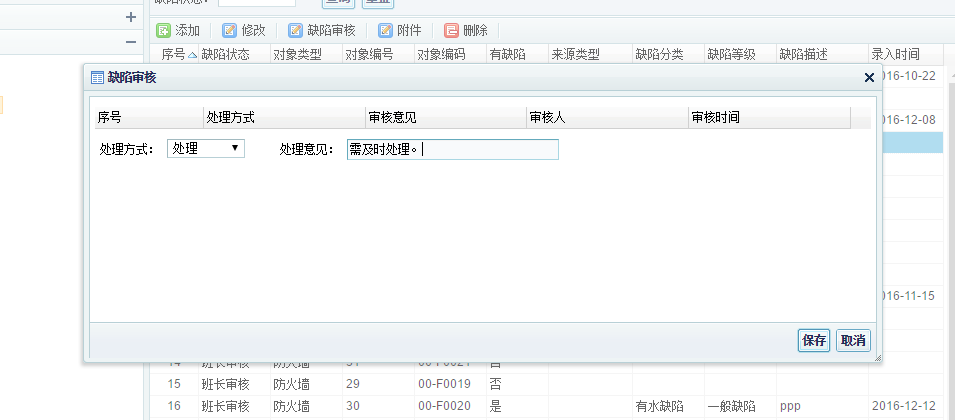 缺陷状态：
查询 重置
添加 修改 缺陷审核 附件 删除
序号 缺陷状态 对象类型 对象编号 对象编码 有缺陷 来源类型 缺陷分类 缺陷等级 缺陷描述 录入时间
缺陷审核
016-10-22
序号 处理方式 审核意见 审核人 审核时间
016-12-08
处理方式： 处理 处理意见： 需及时处理。
016-11-15
保存 取消
14 班长审核 防火墙 31 00-F0021 否
15 班长审核 防火墙 29 00-F0019 否
16 班长审核 防火墙 30 00-F0020 是 有水缺陷 一般缺陷 ppp 2016-12-12